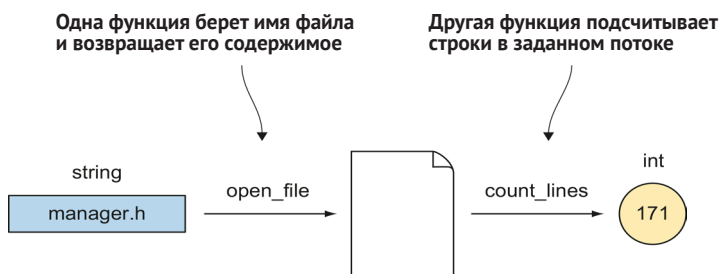 Одна функция берет имя файла
и возвращает его содержимое
Другая функция подсчитывает
строки в заданном потоке
string
manager.h
open_file
count_lines
int
171